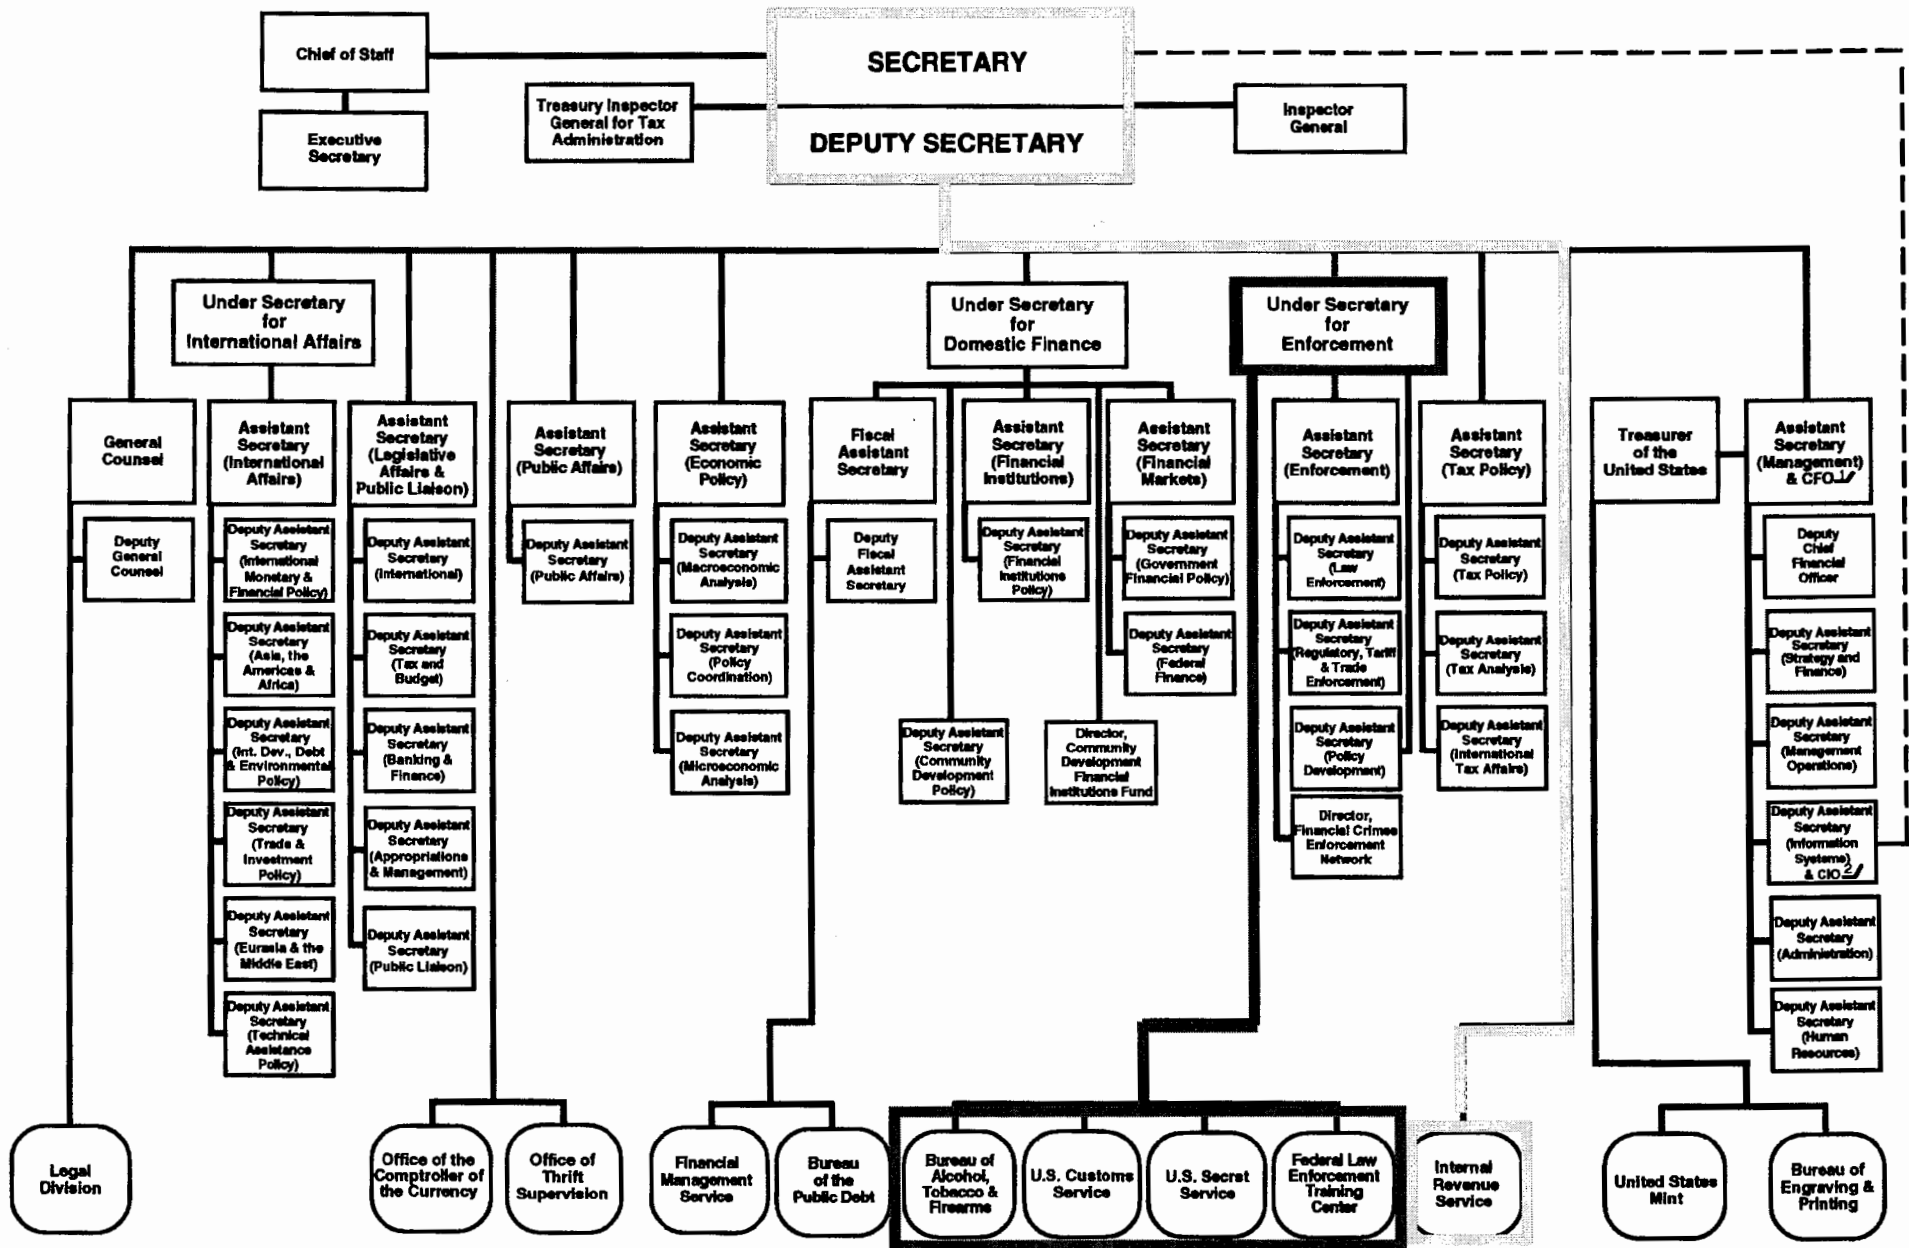 Chief of Staff
SECRETARY
Treasury Inspector
General for Tax
Administration
Inspector
General
Executive
Secretary
DEPUTY SECRETARY
Under Secretary
for
International Affairs
Under Secretary
for
Domestic Finance
Under Secretary
for
Enforcement
General
Counsel
Assistant
Secretary
(International
Affairs)
Assistant
Secretary
(Legislative
Affairs &
Public Liaison)
Assistant
Secretary
(Public Affairs)
Assistant
Secretary
(Economic
Policy)
Fiscal
Assistant
Secretary
Assistant
Secretary
(Financial
Institutions)
Assistant
Secretary
(Financial
Markets)
Assistant
Secretary
(Enforcement)
Assistant
Secretary
(Tax Policy)
Treasurer
of the
United States
Assistant
Secretary
(Management)
& CFO 1/
Deputy
General
Counsel
Deputy Assistant
Secretary
(International
Monetary &
Financial Policy)
Deputy Assistant
Secretary
(Asia, the
Americas &
Africa)
Deputy Assistant
Secretary
(Int. Dev., Debt
& Environmental
Policy)
Deputy Assistant
Secretary
(Trade &
Investment
Policy)
Deputy Assistant
Secretary
(Eurasia & the
Middle East)
Deputy Assistant
Secretary
(Technical
Assistance
Policy)
Deputy Assistant
Secretary
(International)
Deputy Assistant
Secretary
(Tax and
Budget)
Deputy Assistant
Secretary
(Banking &
Finance)
Deputy Assistant
Secretary
(Appropriations
& Management)
Deputy Assistant
Secretary
(Public Liaison)
Deputy Assistant
Secretary
(Public Affairs)
Deputy Assistant
Secretary
(Macroeconomic
Analysis)
Deputy Assistant
Secretary
(Policy
Coordination)
Deputy Assistant
Secretary
(Microeconomic
Analysis)
Deputy
Fiscal
Assistant
Secretary
Deputy Assistant
Secretary
(Community
Development
Policy)
Deputy Assistant
Secretary
(Financial
Institutions
Policy)
Director,
Community
Development
Financial
Institutions Fund
Deputy Assistant
Secretary
(Government
Financial Policy)
Deputy Assistant
Secretary
(Federal
Finance)
Deputy Assistant
Secretary
(Law
Enforcement)
Deputy Assistant
Secretary
(Regulatory, Tariff
& Trade
Enforcement)
Deputy Assistant
Secretary
(Policy
Development)
Director,
Financial Crimes
Enforcement
Network
Deputy Assistant
Secretary
(Tax Policy)
Deputy Assistant
Secretary
(Tax Analysis)
Deputy Assistant
Secretary
(International
Tax Affairs)
Deputy
Chief
Financial
Officer
Deputy Assistant
Secretary
(Strategy and
Finance)
Deputy Assistant
Secretary
(Management
Operations)
Deputy Assistant
Secretary
(Information
Systems)
& CIO 2/
Deputy Assistant
Secretary
(Administration)
Deputy Assistant
Secretary
(Human
Resources)
Legal
Division
Office of the
Comptroller of
the Currency
Office of
Thrift
Supervision
Financial
Management
Service
Bureau
of the
Public Debt
Bureau of
Alcohol,
Tobacco &
Firearms
U.S. Customs
Service
U.S. Secret
Service
Federal Law
Enforcement
Training
Center
Internal
Revenue
Service
United States
Mint
Bureau of
Engraving &
Printing